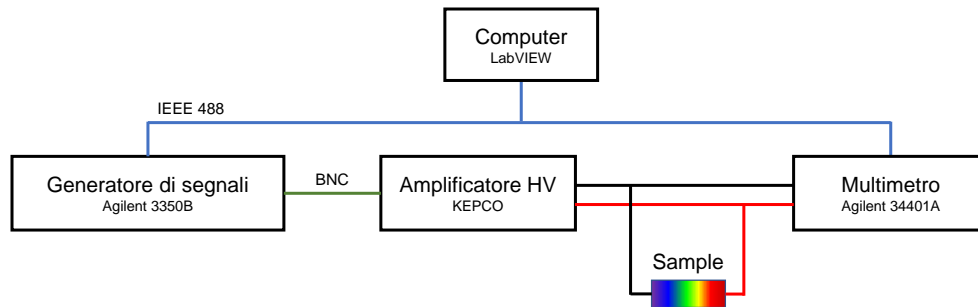 Computer
LabVIEW
IEEE 488
Generatore di segnali
Agilent 3350B
BNC
Amplificatore HV
KEPCO
Multimetro
Agilent 34401A
Sample